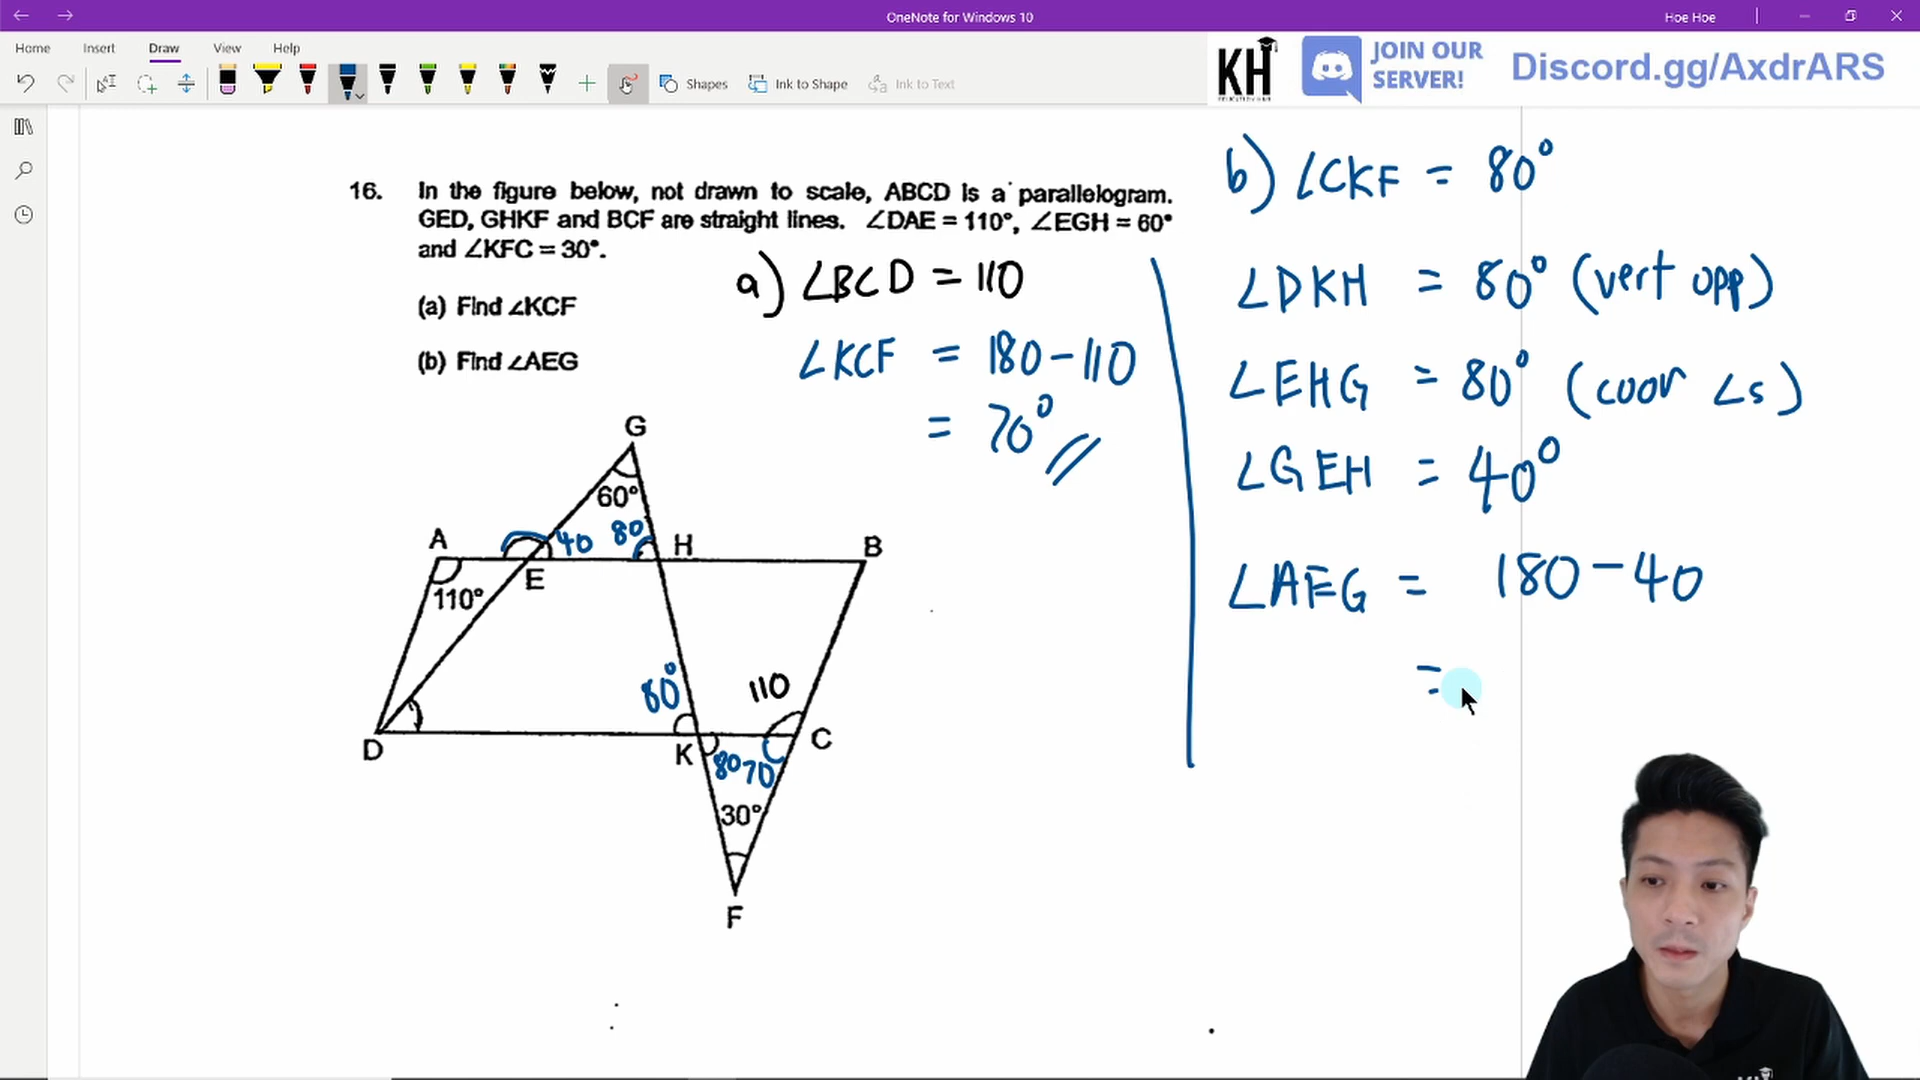 OneNote for Windows 10
Hoe Hoe
Home Insert Draw View Help
Shapes Ink to Shape Ink to Text
KH
JOIN OUR
SERVER!
Discord.gg/AxdrARS
16. In the figure below, not drawn to scale, ABCD is a parallelogram.
GED, GHKF and BCF are straight lines. ∠DAE = 110°, ∠EGH = 60°
and ∠KFC = 30°.
(a) Find ∠KCF
(b) Find ∠AEG
a) ∠BCD = 110
∠KCF = 180 - 110
= 70°
b) ∠CKF = 80°
∠DKH = 80° (vert opp)
∠EHG = 80° (coor ∠s)
∠GEH = 40°
∠AEG = 180 - 40
=
G
60°
A 40 80 H B
E
110°
80° 110
D K C
80 70
30°
F